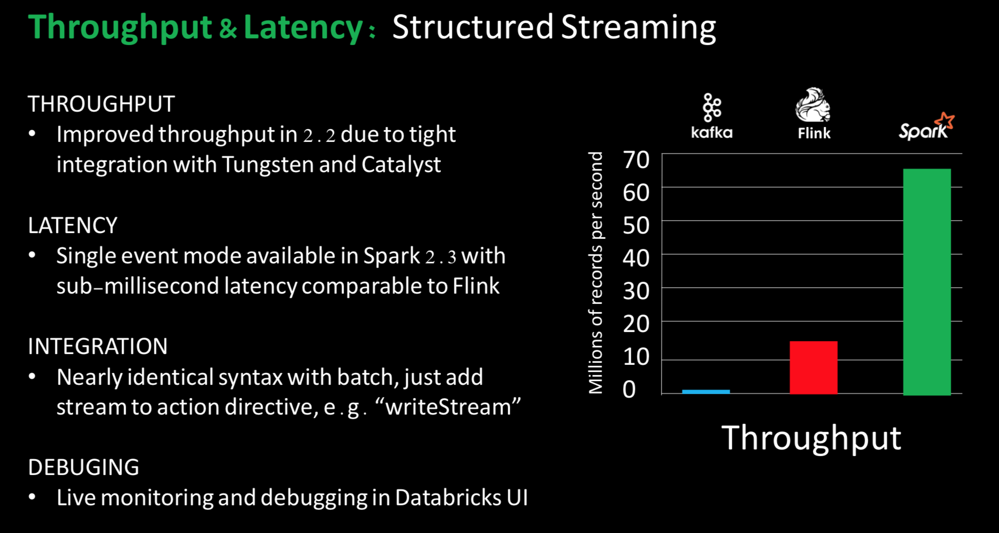 Throughput & Latency: Structured Streaming
THROUGHPUT
• Improved throughput in 2.2 due to tight
integration with Tungsten and Catalyst
LATENCY
• Single event mode available in Spark 2.3 with
sub-millisecond latency comparable to Flink
INTEGRATION
• Nearly identical syntax with batch, just add
stream to action directive, e.g. “writeStream”
DEBUGING
• Live monitoring and debugging in Databricks UI
kafka
Flink
Spark
Millions of records per second
70
60
50
40
30
20
10
0
Throughput